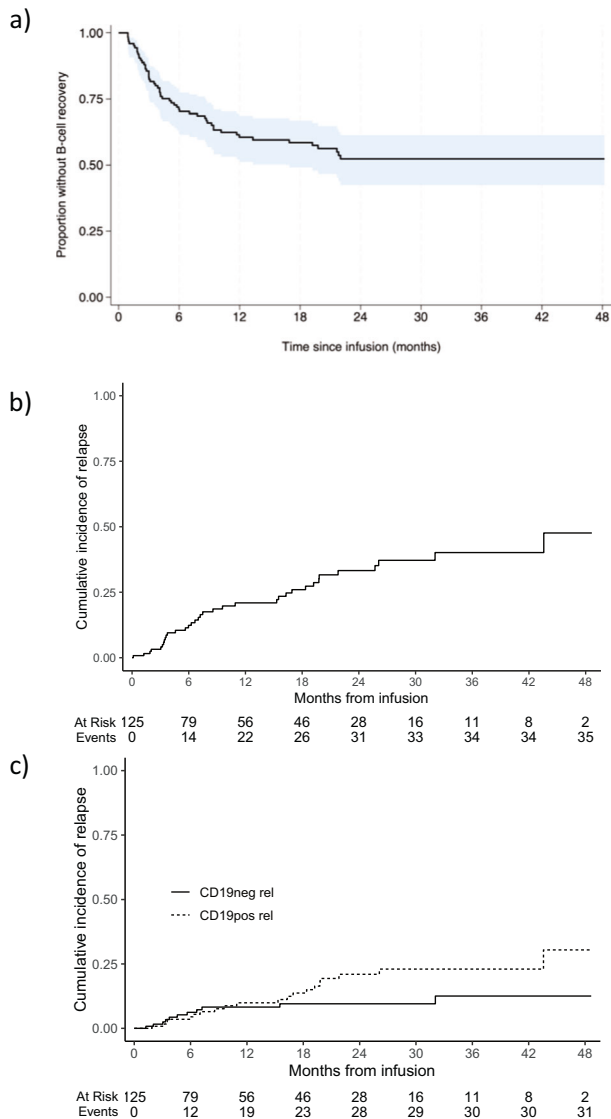 a)
Proportion without B-cell recovery
1.00
0.75
0.50
0.25
0.00
0 6 12 18 24 30 36 42 48
Time since infusion (months)
b)
Cumulative incidence of relapse
1.00
0.75
0.50
0.25
0.00
0 6 12 18 24 30 36 42 48
Months from infusion
At Risk 125 79 56 46 28 16 11 8 2
Events 0 14 22 26 31 33 34 34 35
c)
Cumulative incidence of relapse
1.00
0.75
0.50
0.25
0.00
CD19neg rel
CD19pos rel
0 6 12 18 24 30 36 42 48
Months from infusion
At Risk 125 79 56 46 28 16 11 8 2
Events 0 12 19 23 28 29 30 30 31